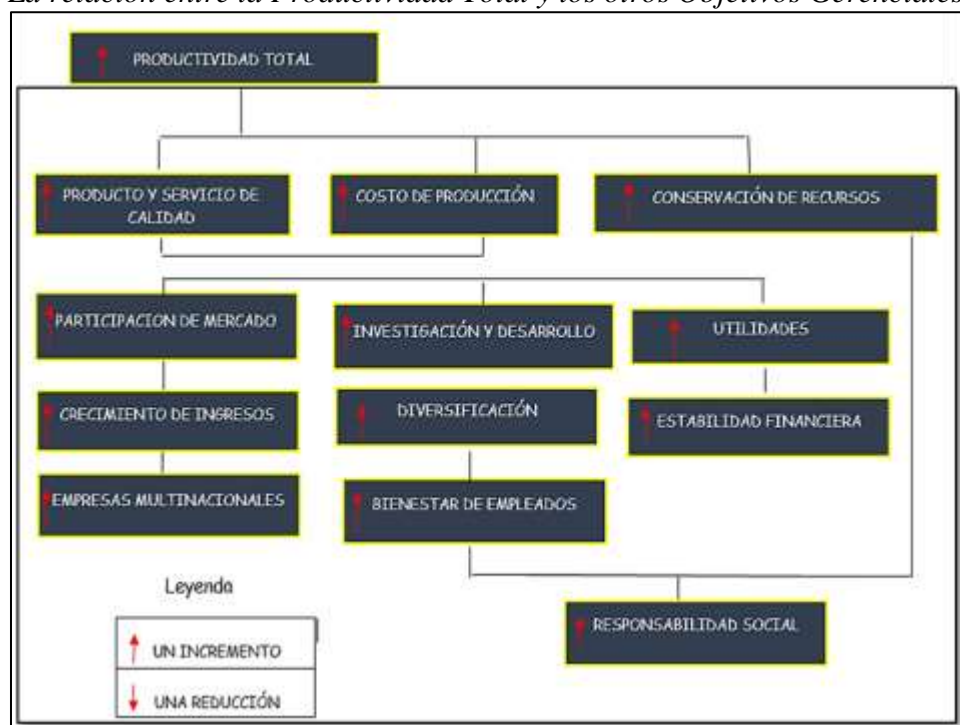 La relación entre la Productividad Total y los otros Objetivos Gerenciales
PRODUCTIVIDAD TOTAL
PRODUCTO Y SERVICIO DE
CALIDAD
COSTO DE PRODUCCIÓN
CONSERVACIÓN DE RECURSOS
PARTICIPACION DE MERCADO
INVESTIGACIÓN Y DESARROLLO
UTILIDADES
CRECIMIENTO DE INGRESOS
DIVERSIFICACIÓN
ESTABILIDAD FINANCIERA
EMPRESAS MULTINACIONALES
BIENESTAR DE EMPLEADOS
RESPONSABILIDAD SOCIAL
Leyenda
UN INCREMENTO
UNA REDUCCIÓN